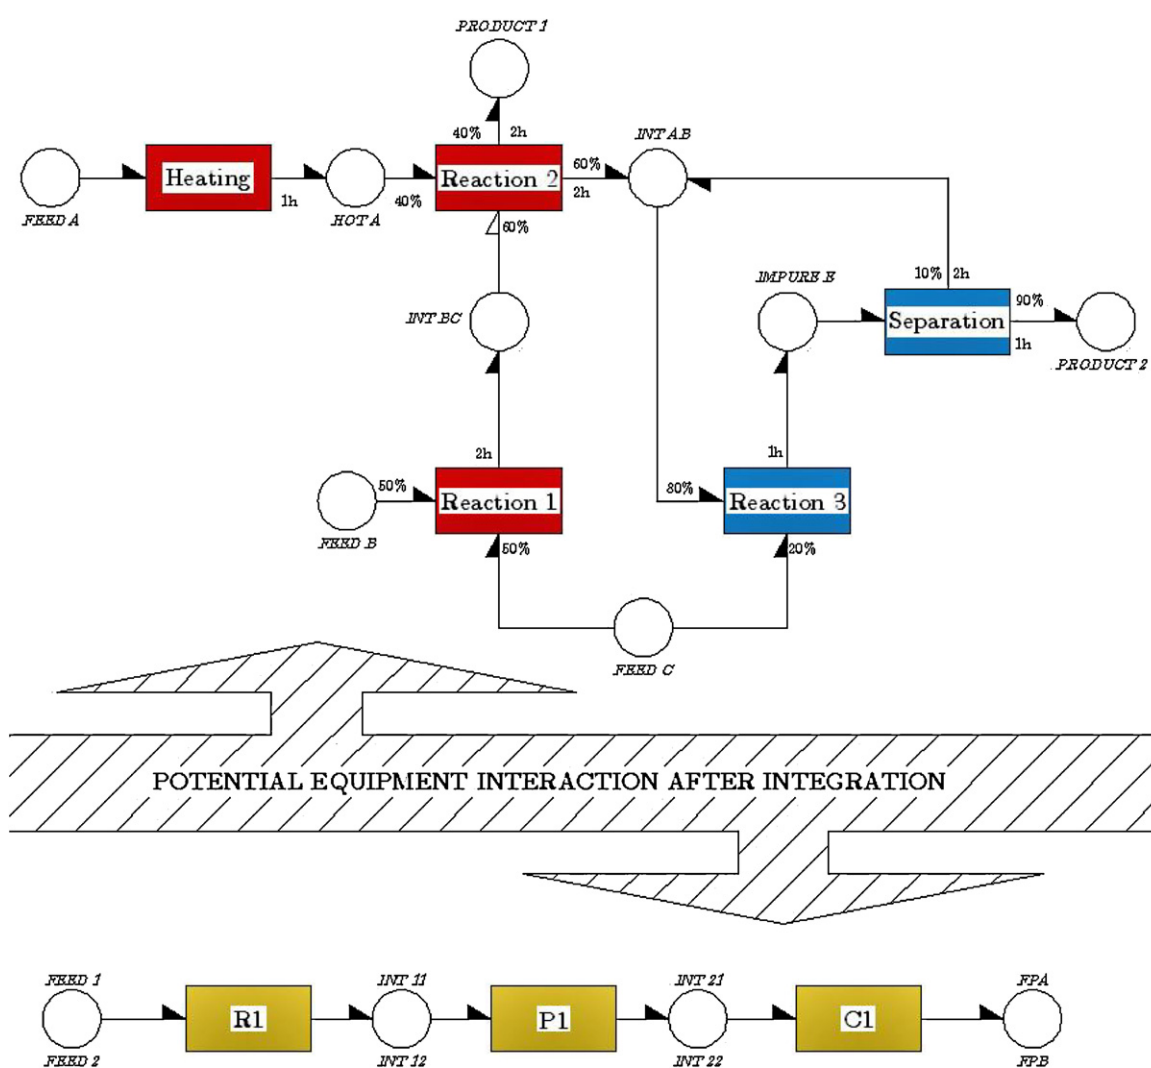 PRODUCT 1
40% 2h
INT AB
60%
Heating
Reaction 2
1h
40%
2h
FEED A
HOT A
60%
IMPURE E
10% 2h
90%
INT BC
Separation
1h
PRODUCT 2
2h
1h
50%
80%
Reaction 1
Reaction 3
FEED B
50%
20%
FEED C
POTENTIAL EQUIPMENT INTERACTION AFTER INTEGRATION
FEED 1
INT 11
INT 21
FPA
R1
P1
C1
FEED 2
INT 12
INT 22
FPB